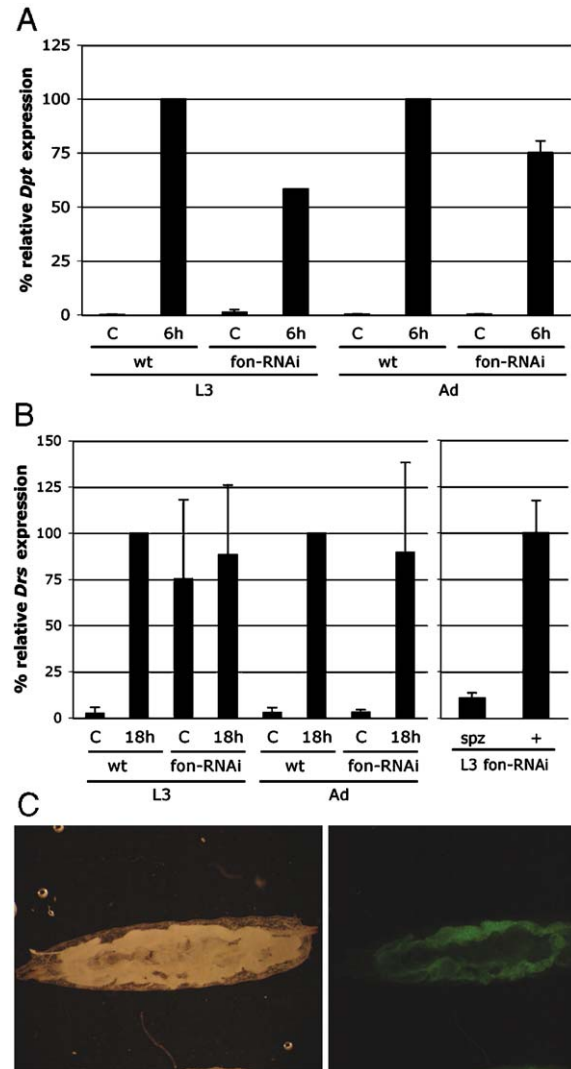 A
% relative Dpt expression
125
100
75
50
25
0
C 6h C 6h C 6h C 6h
wt fon-RNAi wt fon-RNAi
L3 Ad
B
% relative Drs expression
150
125
100
75
50
25
0
C 18h C 18h C 18h C 18h spz +
wt fon-RNAi wt fon-RNAi L3 fon-RNAi
L3 Ad
C